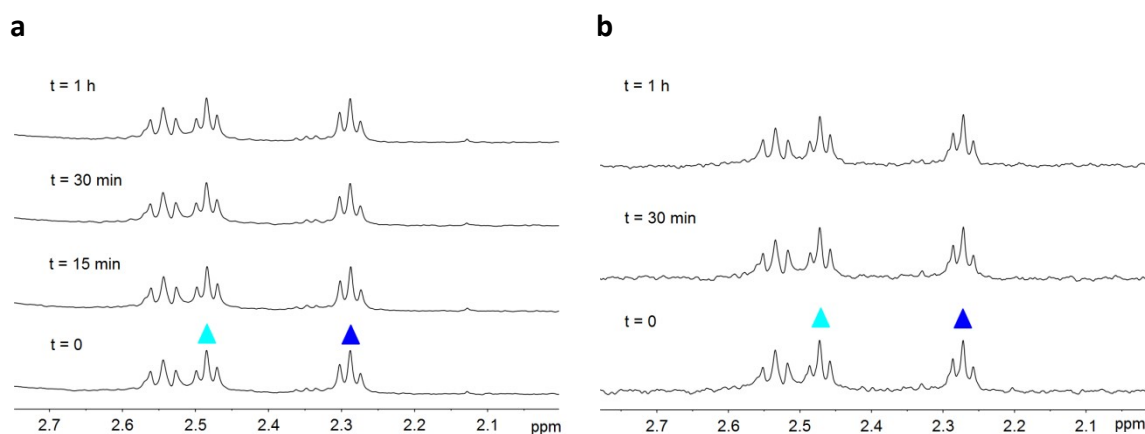 a
t = 1 h
t = 30 min
t = 15 min
t = 0
2.7 2.6 2.5 2.4 2.3 2.2 2.1 ppm
b
t = 1 h
t = 30 min
t = 0
2.7 2.6 2.5 2.4 2.3 2.2 2.1 ppm